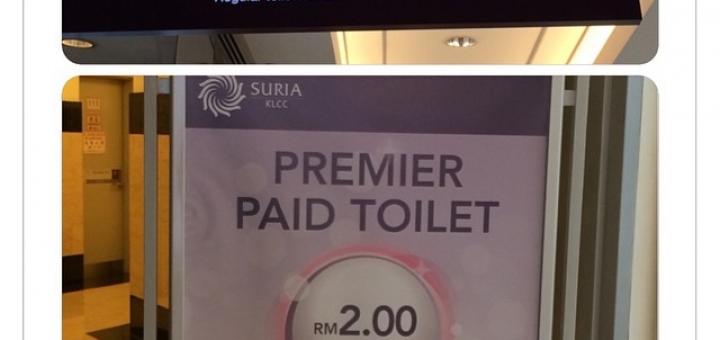 SURIA
KLCC
PREMIER
PAID TOILET
RM2.00